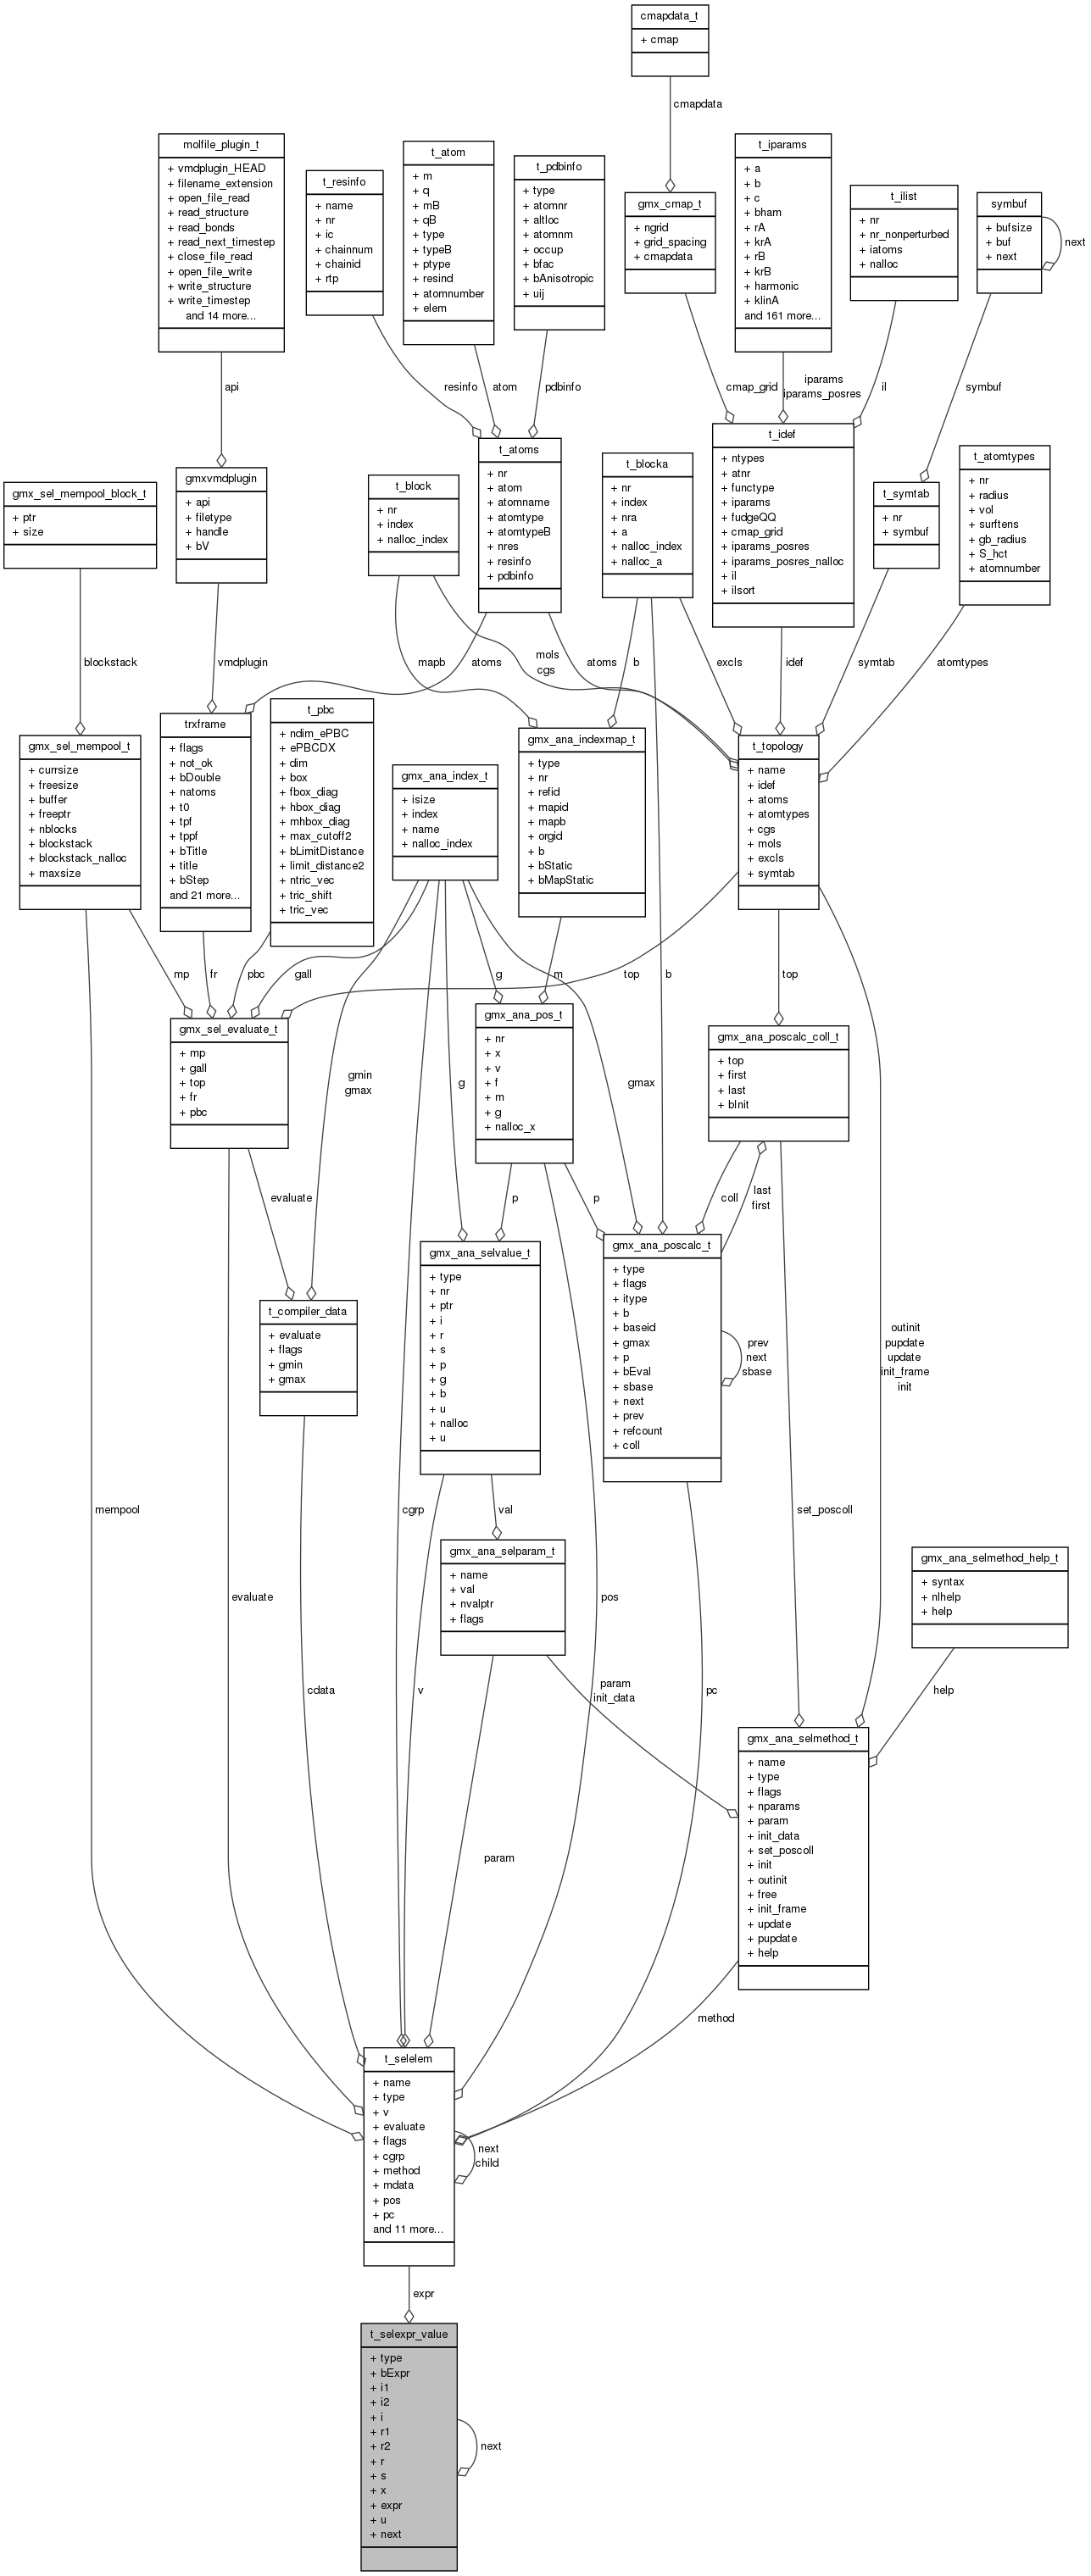 cmapdata_t
+ cmap
cmapdata
molfile_plugin_t
+ vmdplugin_HEAD
+ filename_extension
+ open_file_read
+ read_structure
+ read_bonds
+ read_next_timestep
+ close_file_read
+ open_file_write
+ write_structure
+ write_timestep
and 14 more...
t_resinfo
+ name
+ nr
+ ic
+ chainnum
+ chainid
+ rtp
t_atom
+ m
+ q
+ mB
+ qB
+ type
+ typeB
+ ptype
+ resind
+ atomnumber
+ elem
t_pdbinfo
+ type
+ atomnr
+ altloc
+ atomnm
+ occup
+ bfac
+ bAnisotropic
+ uij
gmx_cmap_t
+ ngrid
+ grid_spacing
+ cmapdata
t_iparams
+ a
+ b
+ c
+ bham
+ rA
+ krA
+ rB
+ krB
+ harmonic
+ klinA
and 161 more...
t_ilist
+ nr
+ nr_nonperturbed
+ iatoms
+ nalloc
symbuf
+ bufsize
+ buf
+ next
next
api
resinfo
atom
pdbinfo
cmap_grid
iparams
iparams_posres
il
symbuf
gmx_sel_mempool_block_t
+ ptr
+ size
gmxvmdplugin
+ api
+ filetype
+ handle
+ bV
t_block
+ nr
+ index
+ nalloc_index
t_atoms
+ nr
+ atom
+ atomname
+ atomtype
+ atomtypeB
+ nres
+ resinfo
+ pdbinfo
t_blocka
+ nr
+ index
+ nra
+ a
+ nalloc_index
+ nalloc_a
t_idef
+ ntypes
+ atnr
+ functype
+ iparams
+ fudgeQQ
+ cmap_grid
+ iparams_posres
+ iparams_posres_nalloc
+ il
+ ilsort
t_symtab
+ nr
+ symbuf
t_atomtypes
+ nr
+ radius
+ vol
+ surftens
+ gb_radius
+ S_hct
+ atomnumber
blockstack
vmdplugin
mapb
atoms
mols
cgs
atoms
b
excls
idef
symtab
atomtypes
gmx_sel_mempool_t
+ currsize
+ freesize
+ buffer
+ freeptr
+ nblocks
+ blockstack
+ blockstack_nalloc
+ maxsize
trxframe
+ flags
+ not_ok
+ bDouble
+ natoms
+ t0
+ tpf
+ tppf
+ bTitle
+ title
+ bStep
and 21 more...
t_pbc
+ ndim_ePBC
+ ePBCDX
+ dim
+ box
+ fbox_diag
+ hbox_diag
+ mhbox_diag
+ max_cutoff2
+ bLimitDistance
+ limit_distance2
+ ntric_vec
+ tric_shift
+ tric_vec
gmx_ana_index_t
+ isize
+ index
+ name
+ nalloc_index
gmx_ana_indexmap_t
+ type
+ nr
+ refid
+ mapid
+ mapb
+ orgid
+ b
+ bStatic
+ bMapStatic
t_topology
+ name
+ idef
+ atoms
+ atomtypes
+ cgs
+ mols
+ excls
+ symtab
mp
fr
pbc
gall
g
m
b
top
top
gmx_sel_evaluate_t
+ mp
+ gall
+ top
+ fr
+ pbc
gmin
gmax
g
gmx_ana_pos_t
+ nr
+ x
+ v
+ f
+ m
+ g
+ nalloc_x
gmax
gmx_ana_poscalc_coll_t
+ top
+ first
+ last
+ bInit
evaluate
p
p
coll
last
first
t_compiler_data
+ evaluate
+ flags
+ gmin
+ gmax
gmx_ana_selvalue_t
+ type
+ nr
+ ptr
+ i
+ r
+ s
+ p
+ g
+ b
+ u
+ nalloc
+ u
gmx_ana_poscalc_t
+ type
+ flags
+ itype
+ b
+ baseid
+ gmax
+ p
+ bEval
+ sbase
+ next
+ prev
+ refcount
+ coll
prev
next
sbase
outinit
pupdate
update
init_frame
init
mempool
cgrp
val
set_poscoll
gmx_ana_selparam_t
+ name
+ val
+ nvalptr
+ flags
gmx_ana_selmethod_help_t
+ syntax
+ nlhelp
+ help
evaluate
pos
cdata
v
param
init_data
pc
help
gmx_ana_selmethod_t
+ name
+ type
+ flags
+ nparams
+ param
+ init_data
+ set_poscoll
+ init
+ outinit
+ free
+ init_frame
+ update
+ pupdate
+ help
param
method
t_selelem
+ name
+ type
+ v
+ evaluate
+ flags
+ cgrp
+ method
+ mdata
+ pos
+ pc
and 11 more...
next
child
expr
t_selexpr_value
+ type
+ bExpr
+ i1
+ i2
+ i
+ r1
+ r2
+ r
+ s
+ x
+ expr
+ u
+ next
next